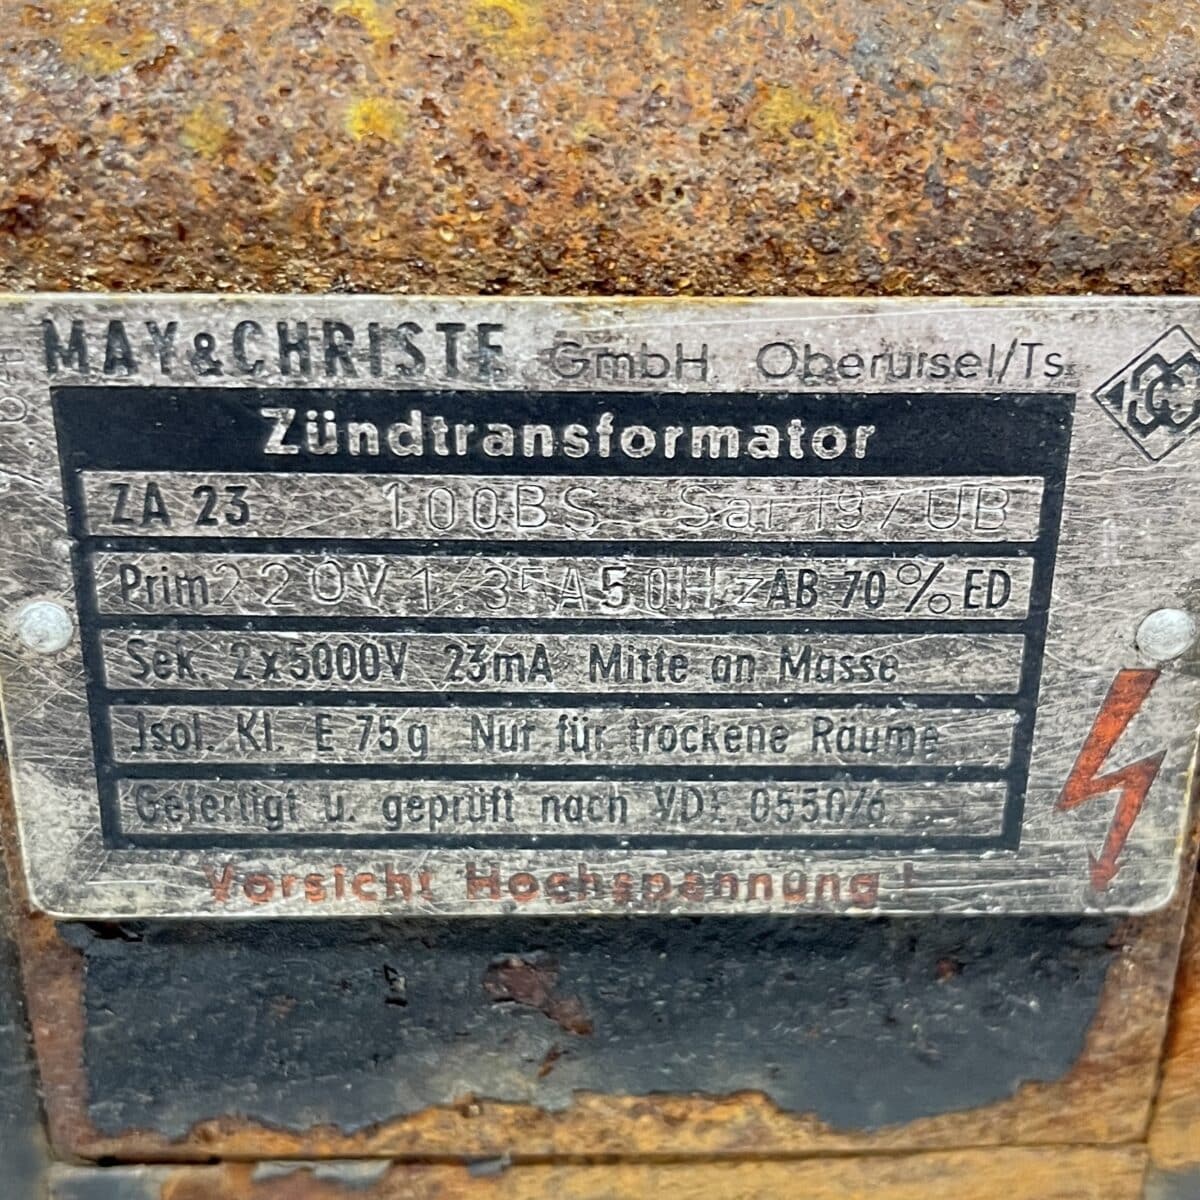 MAY&CHRISTE GmbH. Oberursel/Ts.
Zündtransformator
ZA 23 100BS
Prim 220V 1.35A 50Hz AB 70% ED
Sek. 2x5000V 23mA Mitte an Masse
Jsol. Kl. E 75g Nur für trockene Räume
Gefertigt u. geprüft nach VDE 0550/6
Vorsicht Hochspannung!